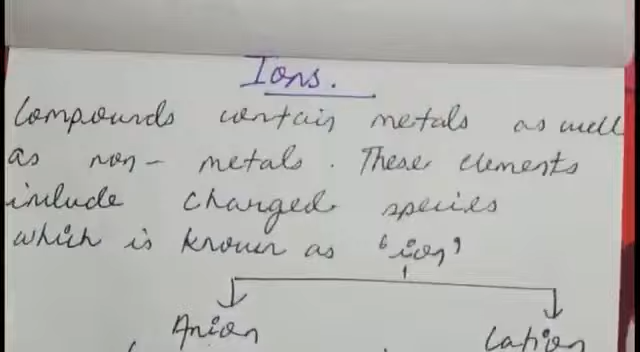 Ions.
Compounds contain metals as well
as non- metals. These elements
include charged species
which is known as 'ion'
Anion
Cation